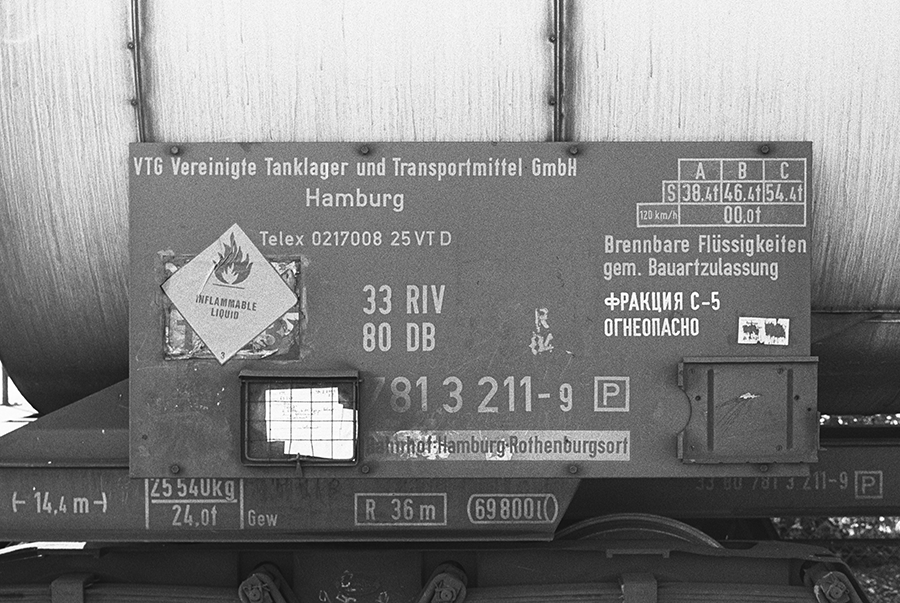 VTG Vereinigte Tanklager und Transportmittel GmbH
Hamburg
Telex 0217008 25 VT D
A B C
S 38.4t 46.4t 54.4t
120 km/h 00,0t
Brennbare Flüssigkeiten
gem. Bauartzulassung
INFLAMMABLE
LIQUID
3
33 RIV
80 DB
ФРАКЦИЯ С-5
ОГНЕОПАСНО
R
781 3 211-9 P
Bahnhof Hamburg-Rothenburgsort
33 80 781 3 211-9 P
14,4 m
25 540kg
24,0t Gew
R 36 m
69 800 l